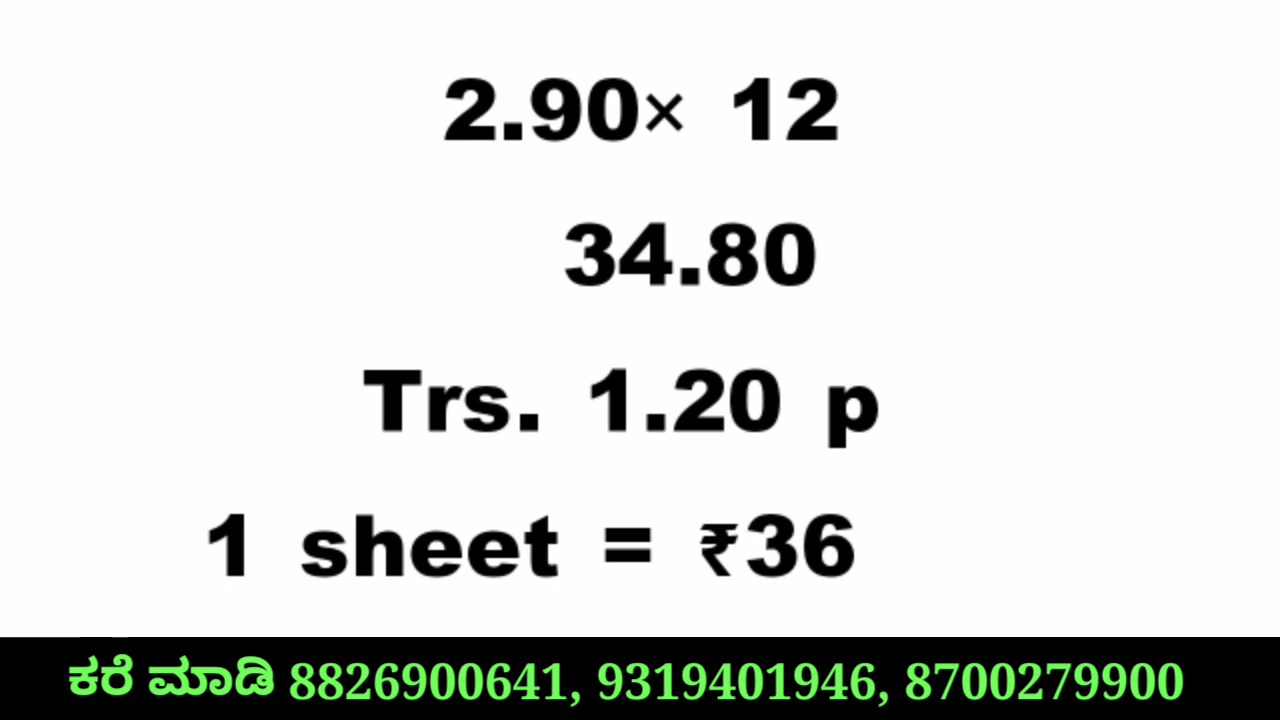 2.90× 12
34.80
Trs. 1.20 p
1 sheet = ₹36
ಕರೆ ಮಾಡಿ 8826900641, 9319401946, 8700279900